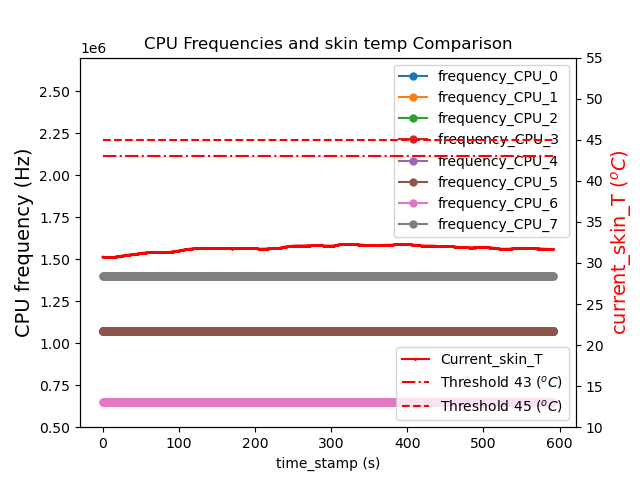 CPU Frequencies and skin temp Comparison
1e6
2.50
2.25
2.00
1.75
1.50
1.25
1.00
0.75
0.50
CPU frequency (Hz)
55
50
45
40
35
30
25
20
15
10
current_skin_T (°C)
frequency_CPU_0
frequency_CPU_1
frequency_CPU_2
frequency_CPU_3
frequency_CPU_4
frequency_CPU_5
frequency_CPU_6
frequency_CPU_7
Current_skin_T
Threshold 43 (°C)
Threshold 45 (°C)
0 100 200 300 400 500 600
time_stamp (s)